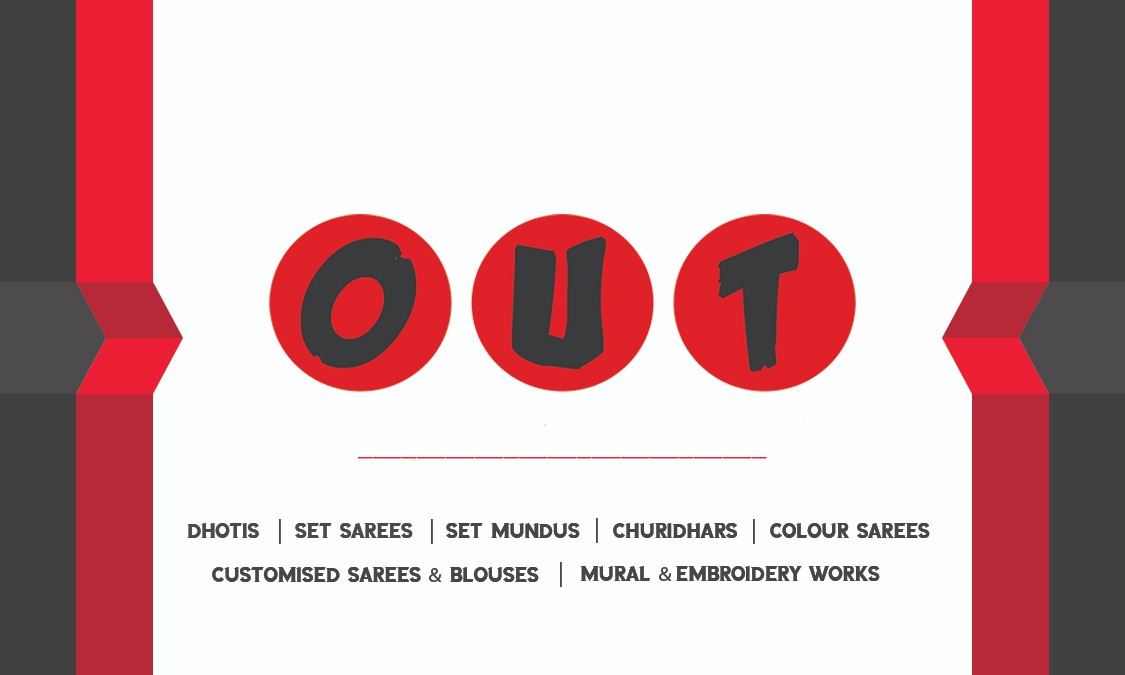 OUT
DHOTIS | SET SAREES | SET MUNDUS | CHURIDHARS | COLOUR SAREES
CUSTOMISED SAREES & BLOUSES | MURAL & EMBROIDERY WORKS